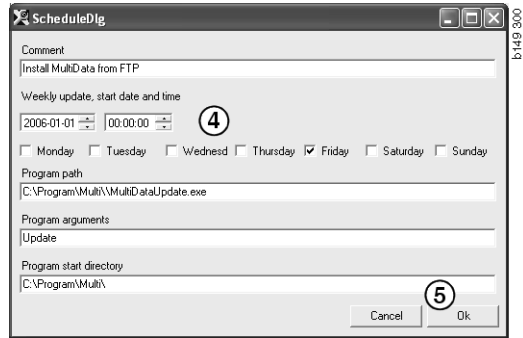 ScheduleDlg
b149 300
Comment
Install MultiData from FTP
Weekly update, start date and time
2006-01-01 00:00:00 4
Monday Tuesday Wednesd Thursday Friday Saturday Sunday
Program path
C:\Program\Multi\\MultiDataUpdate.exe
Program arguments
Update
Program start directory
C:\Program\Multi\
5
Cancel Ok